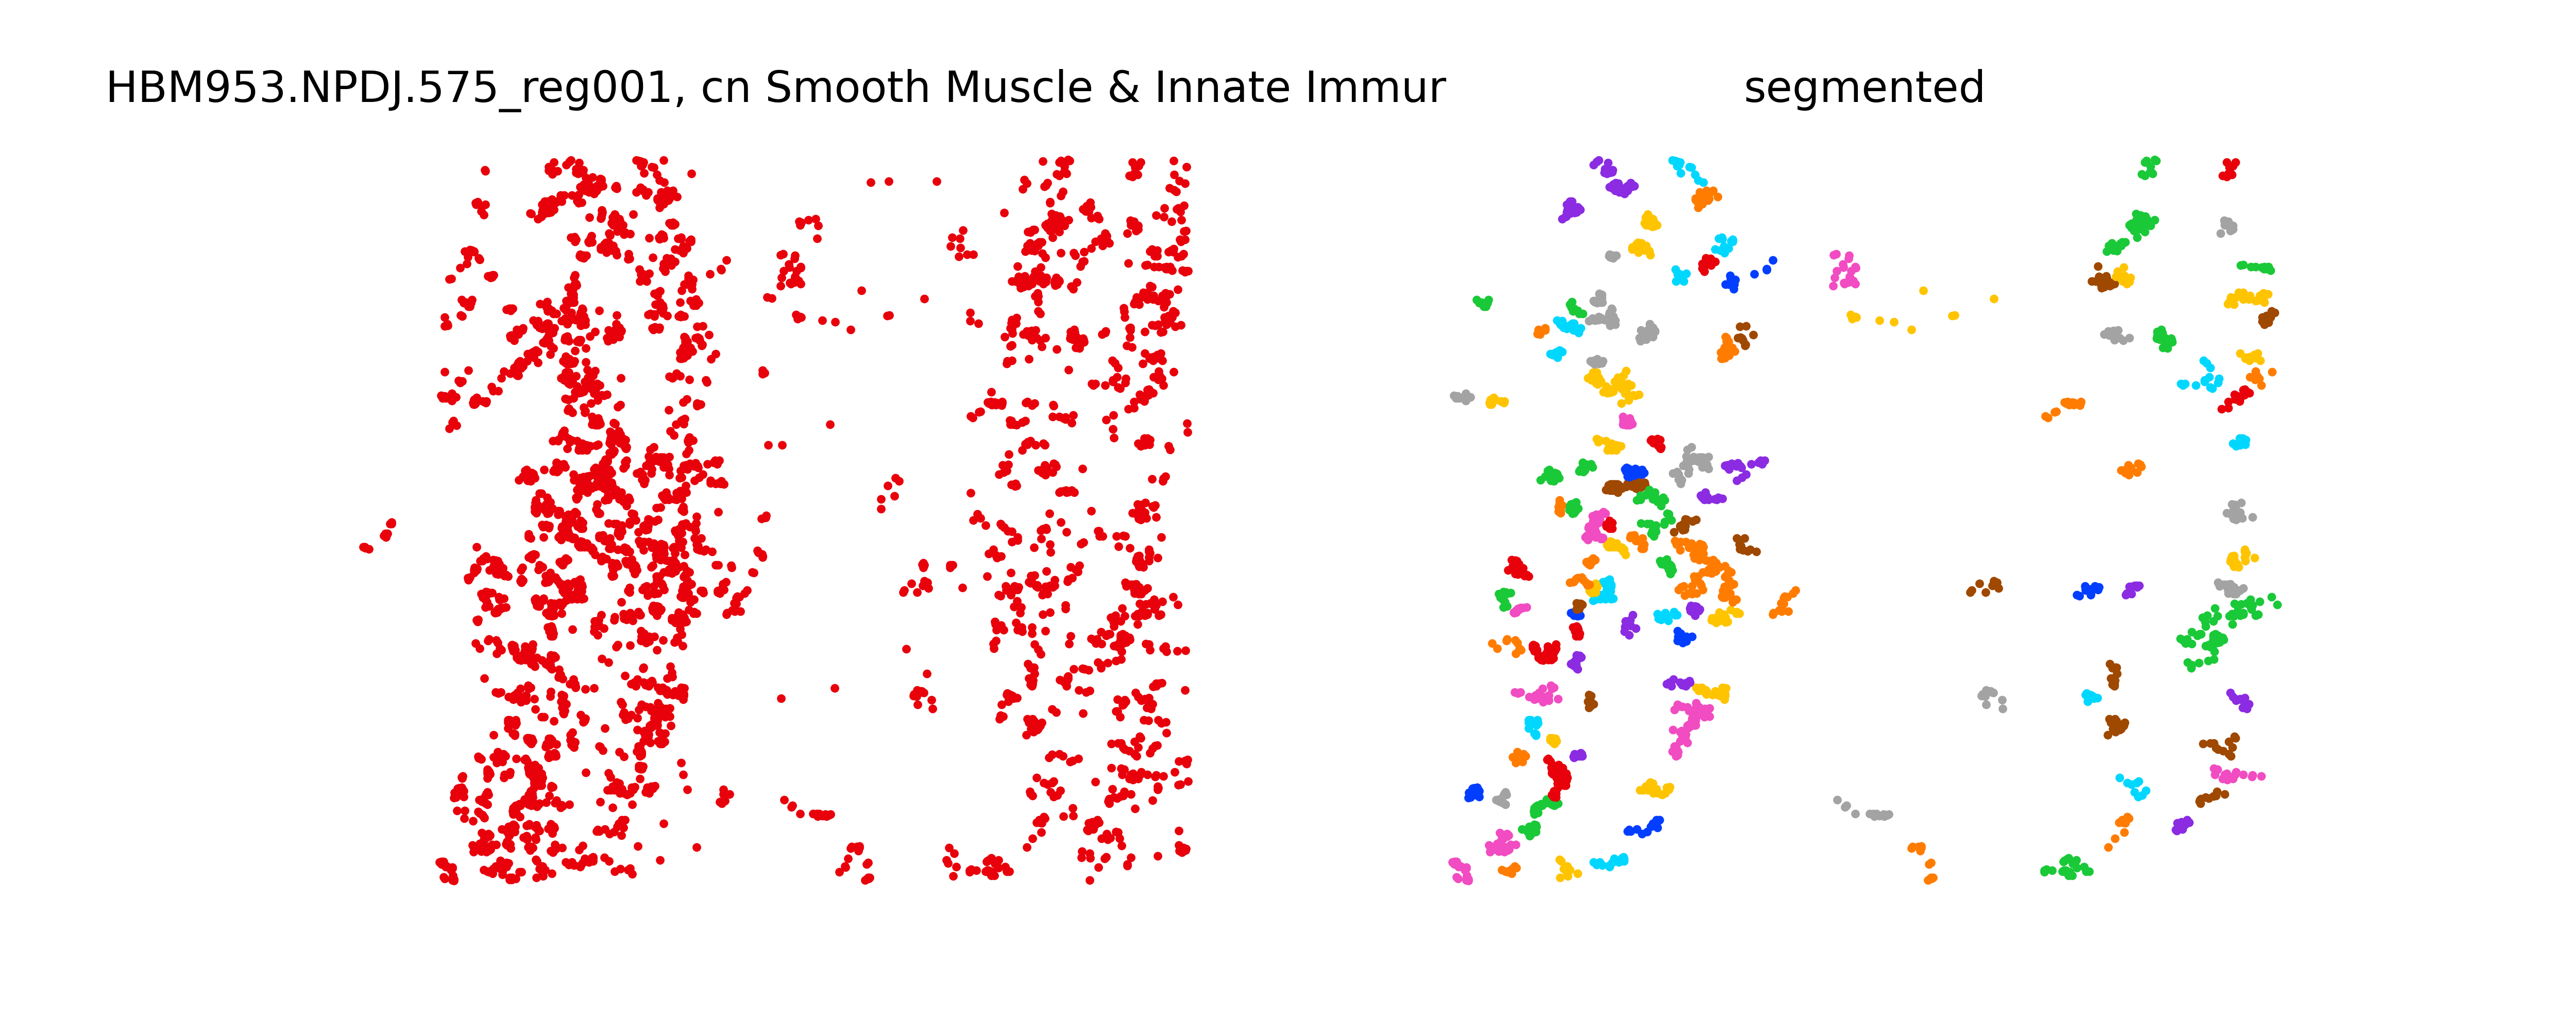 HBM953.NPDJ.575_reg001, cn Smooth Muscle & Innate Immur
segmented